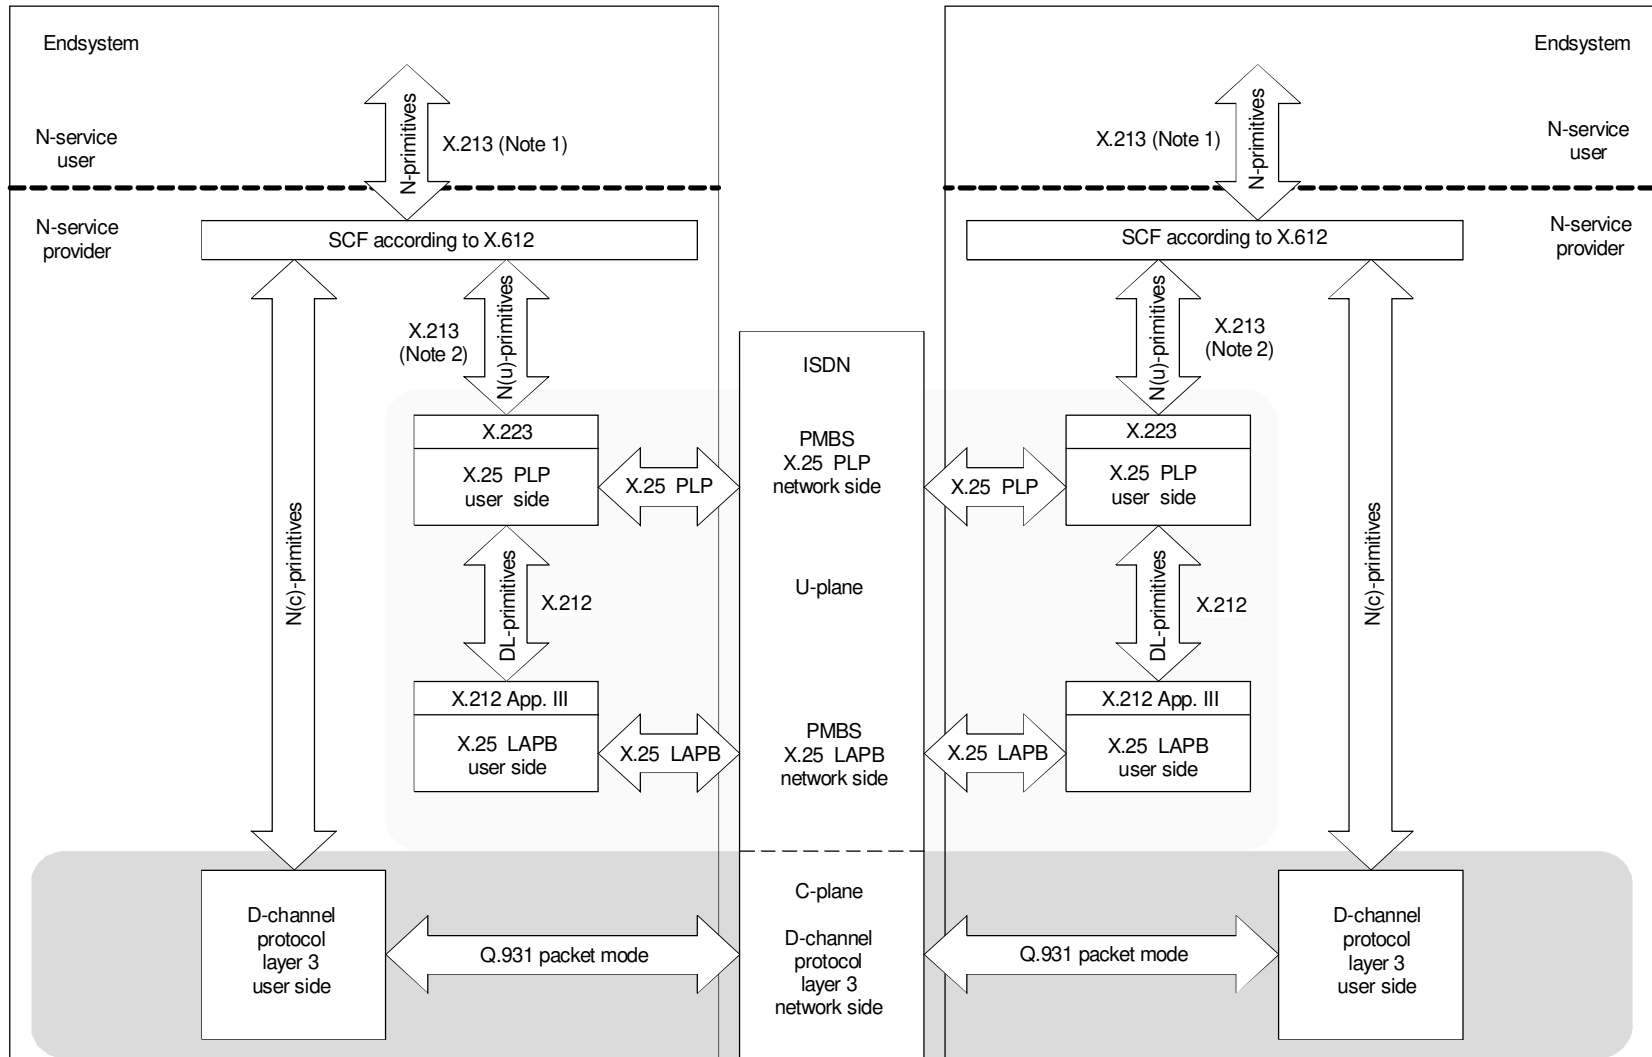 Endsystem
N-service
user
N-primitives
X.213 (Note 1)
N-service
provider
SCF according to X.612
N(c)-primitives
X.213
(Note 2)
N(u)-primitives
X.223
X.25 PLP
user side
X.25 PLP
DL-primitives
X.212
X.212 App. III
X.25 LAPB
user side
X.25 LAPB
D-channel
protocol
layer 3
user side
Q.931 packet mode
ISDN
PMBS
X.25 PLP
network side
U-plane
PMBS
X.25 LAPB
network side
C-plane
D-channel
protocol
layer 3
network side
Endsystem
X.213 (Note 1)
N-primitives
N-service
user
SCF according to X.612
N-service
provider
N(u)-primitives
X.213
(Note 2)
X.223
X.25 PLP
X.25 PLP
user side
DL-primitives
X.212
X.212 App. III
X.25 LAPB
X.25 LAPB
user side
N(c)-primitives
Q.931 packet mode
D-channel
protocol
layer 3
user side